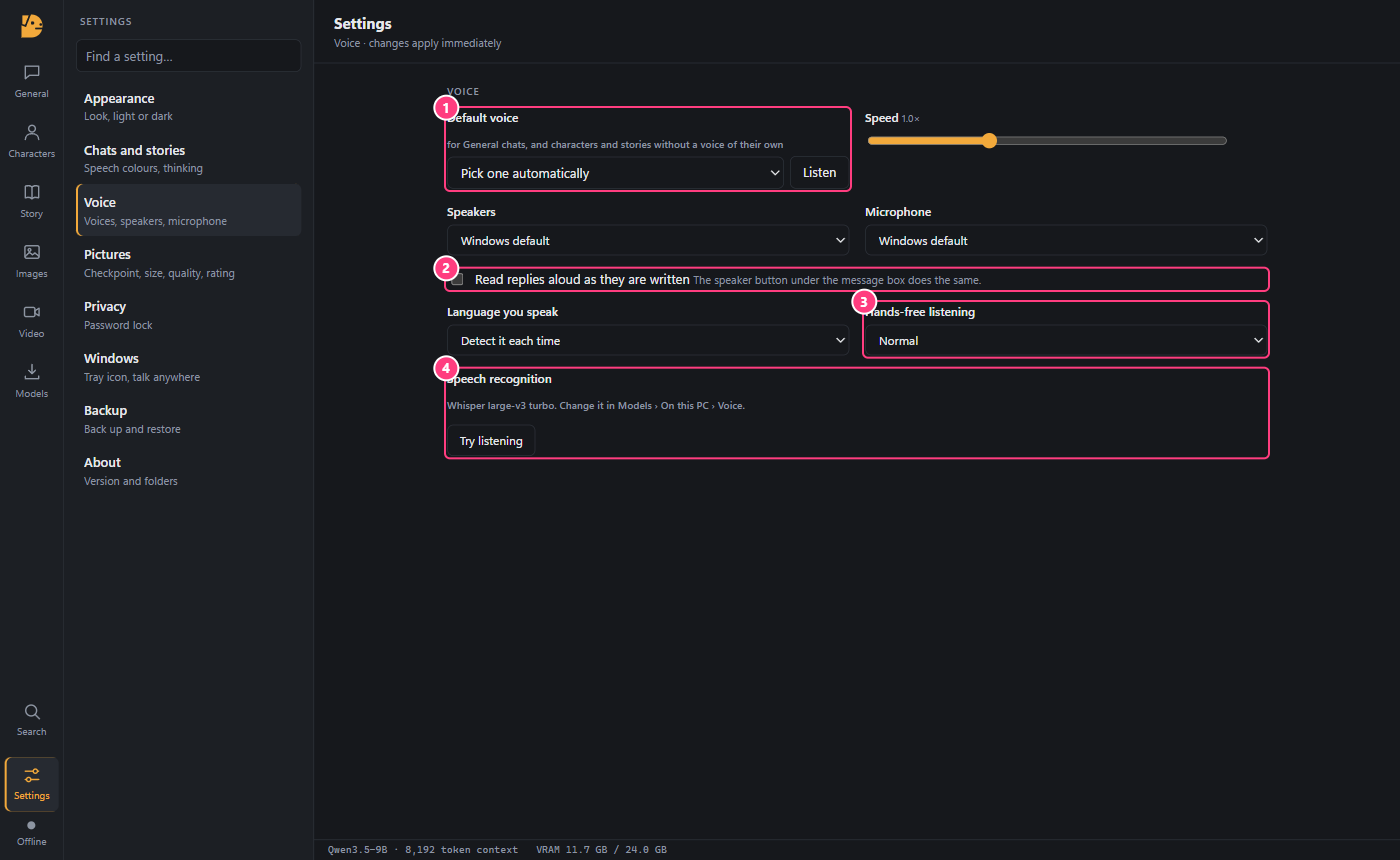 SETTINGS
Find a setting...
General
Characters
Story
Images
Video
Models
Search
Settings
Offline
Appearance
Look, light or dark
Chats and stories
Speech colours, thinking
Voice
Voices, speakers, microphone
Pictures
Checkpoint, size, quality, rating
Privacy
Password lock
Windows
Tray icon, talk anywhere
Backup
Back up and restore
About
Version and folders
Settings
Voice · changes apply immediately
VOICE
1
Default voice
for General chats, and characters and stories without a voice of their own
Pick one automatically
Listen
Speed 1.0×
Speakers
Windows default
Microphone
Windows default
2
Read replies aloud as they are written The speaker button under the message box does the same.
Language you speak
Detect it each time
3
Hands-free listening
Normal
4
Speech recognition
Whisper large-v3 turbo. Change it in Models › On this PC › Voice.
Try listening
Qwen3.5-9B · 8,192 token context VRAM 11.7 GB / 24.0 GB